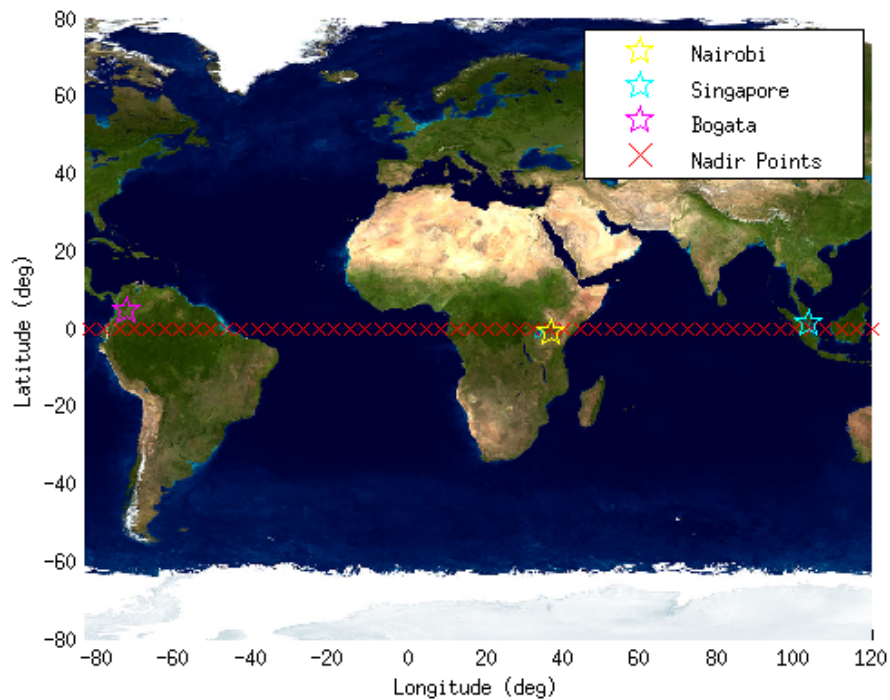 80
60
40
20
0
−20
−40
−60
−80
Latitude (deg)
Nairobi
Singapore
Bogata
Nadir Points
−80 −60 −40 −20 0 20 40 60 80 100 120
Longitude (deg)